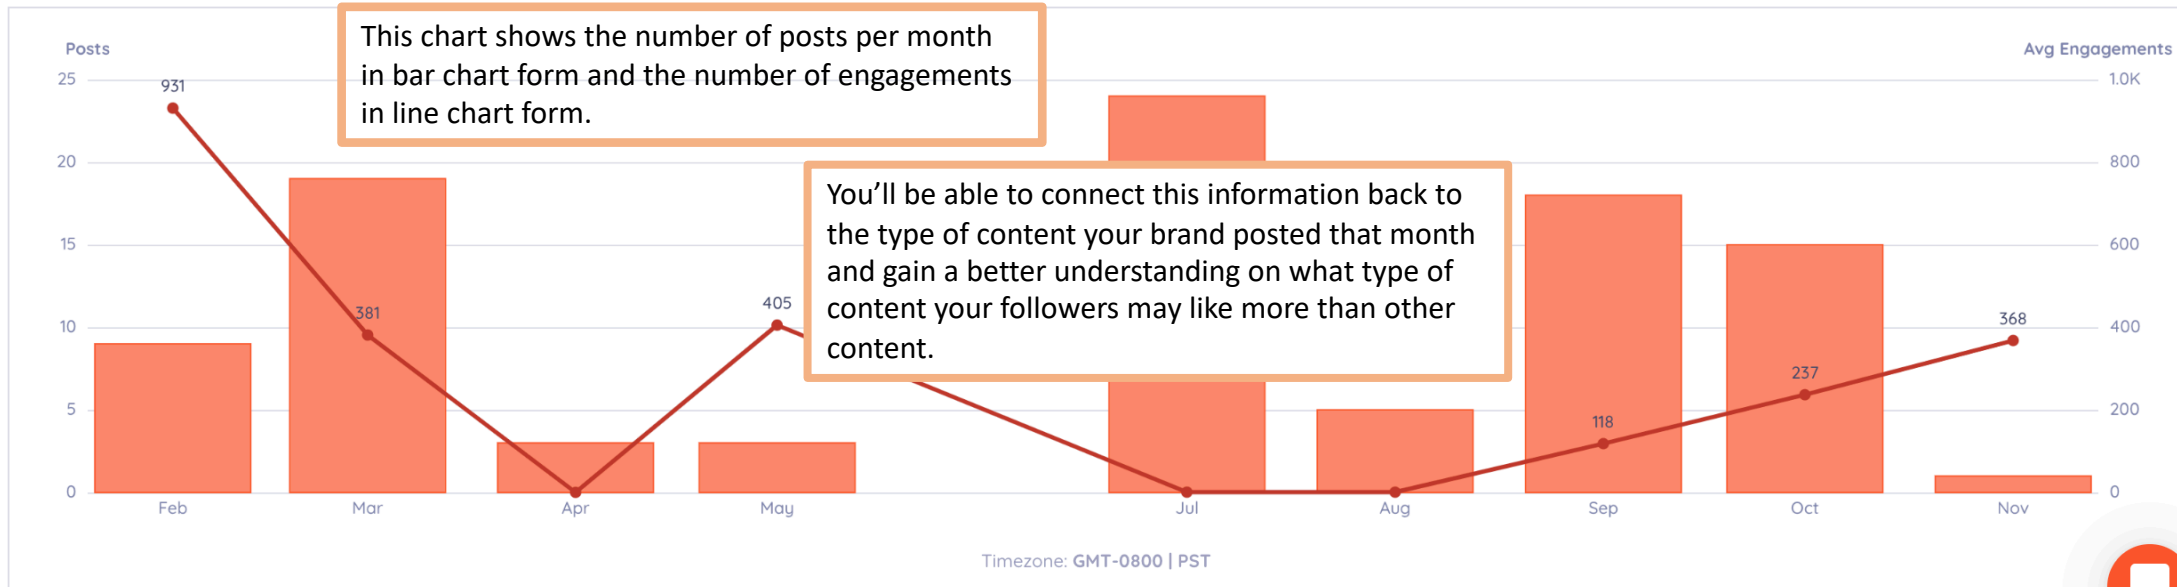 This chart shows the number of posts per month
in bar chart form and the number of engagements
in line chart form.
Posts
Avg Engagements
25
1.0K
931
20
800
You’ll be able to connect this information back to
the type of content your brand posted that month
and gain a better understanding on what type of
content your followers may like more than other
content.
15
600
381
405
368
10
400
237
5
200
118
0
0
Feb Mar Apr May Jul Aug Sep Oct Nov
Timezone: GMT-0800 | PST